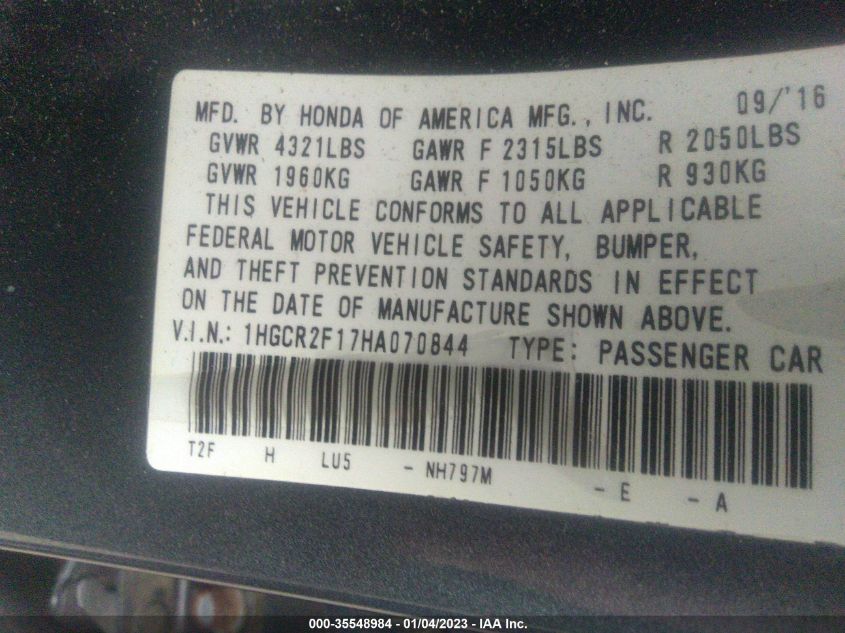 MFD. BY HONDA OF AMERICA MFG., INC. 09/'16
GVWR 4321LBS GAWR F 2315LBS R 2050LBS
GVWR 1960KG GAWR F 1050KG R 930KG
THIS VEHICLE CONFORMS TO ALL APPLICABLE
FEDERAL MOTOR VEHICLE SAFETY, BUMPER,
AND THEFT PREVENTION STANDARDS IN EFFECT
ON THE DATE OF MANUFACTURE SHOWN ABOVE.
V.I.N.: 1HGCR2F17HA070844 TYPE: PASSENGER CAR
T2F H LU5 - NH797M - E - A
000-35548984 - 01/04/2023 - IAA Inc.